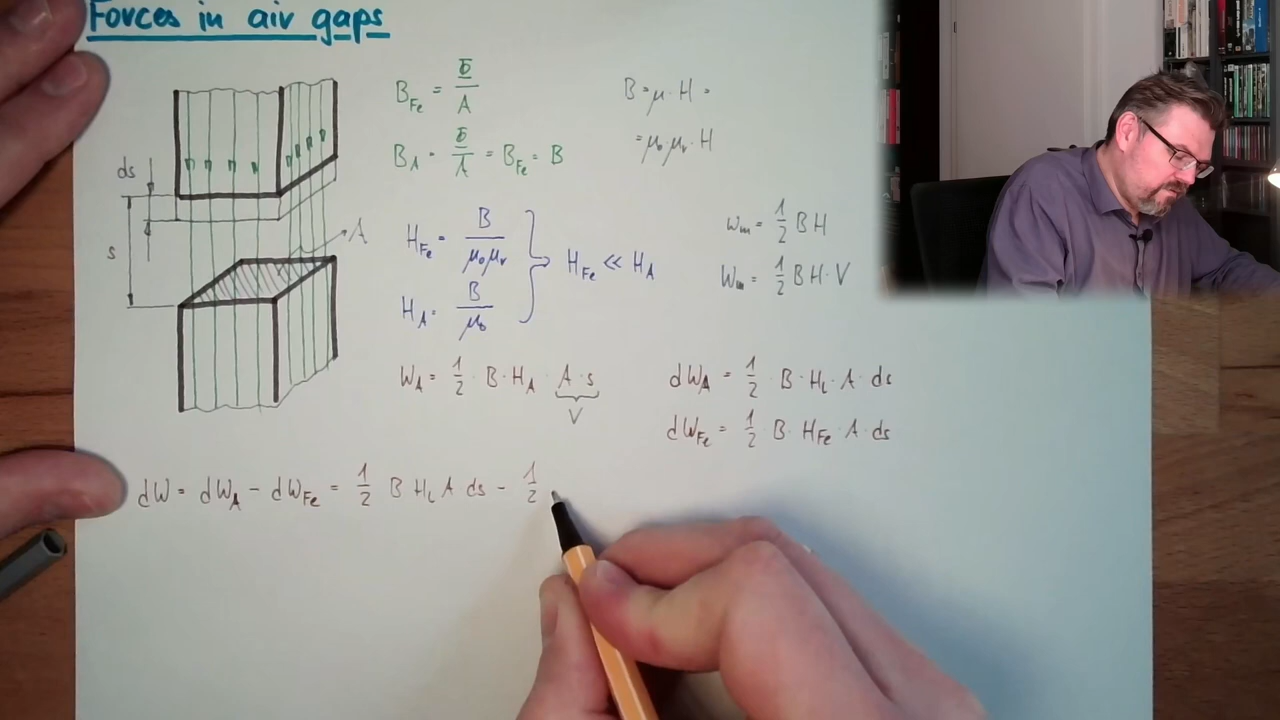 Forces in air gaps
B_Fe = Φ/A
B_A = Φ/A = B_Fe = B
B = μ · H =
= μ₀ · μᵣ · H
ds
s
A
H_Fe = B/(μ₀μᵣ)
H_A = B/μ₀
H_Fe ≪ H_A
w_m = 1/2 B H
W_m = 1/2 B H · V
W_A = 1/2 · B · H_A · A · s
V
dW_A = 1/2 · B · H_L · A · ds
dW_Fe = 1/2 · B · H_Fe · A · ds
dW = dW_A - dW_Fe = 1/2 B H_L A ds - 1/2